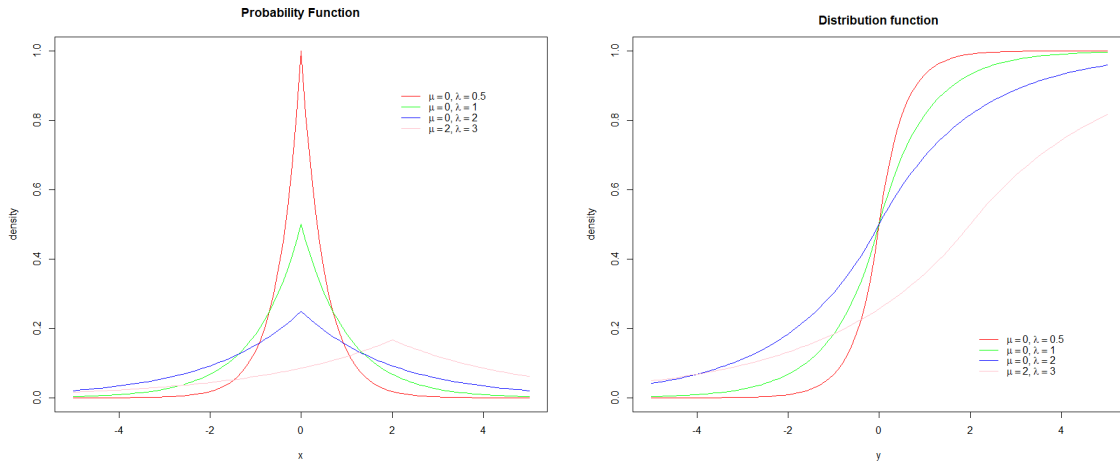 Probability Function
density
1.0
0.8
0.6
0.4
0.2
0.0
μ = 0, λ = 0.5
μ = 0, λ = 1
μ = 0, λ = 2
μ = 2, λ = 3
-4 -2 0 2 4
x
Distribution function
density
1.0
0.8
0.6
0.4
0.2
0.0
μ = 0, λ = 0.5
μ = 0, λ = 1
μ = 0, λ = 2
μ = 2, λ = 3
-4 -2 0 2 4
y